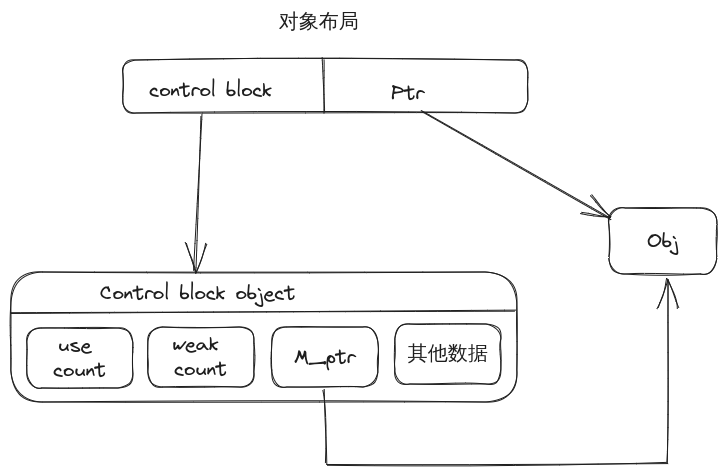 对象布局
control block
Ptr
Obj
Control block object
use
count
weak
count
M_ptr
其他数据